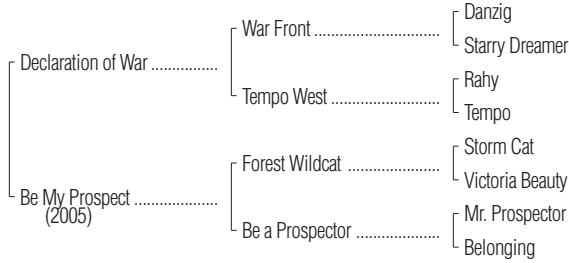 Danzig
War Front ..............................
Starry Dreamer
Declaration of War ................
Rahy
Tempo West ..........................
Tempo
Storm Cat
Forest Wildcat ......................
Victoria Beauty
Be My Prospect ....................
(2005)
Mr. Prospector
Be a Prospector ....................
Belonging